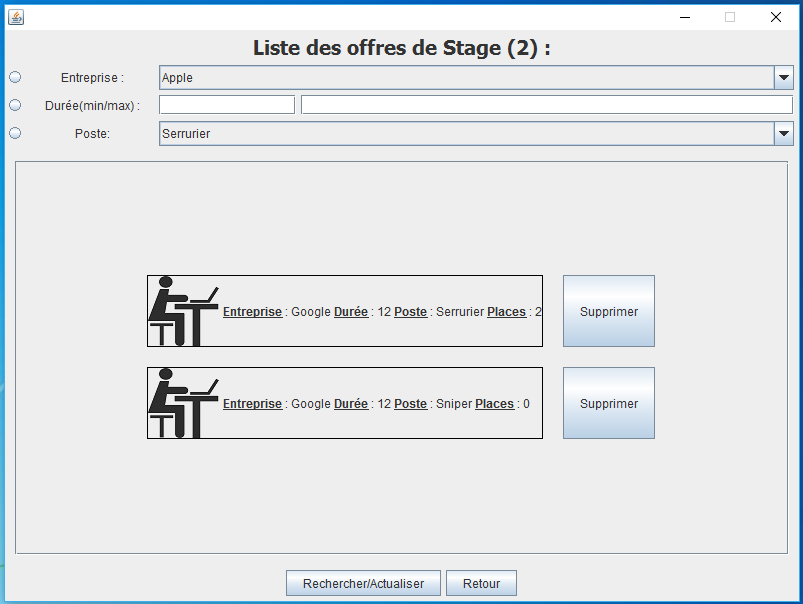 Liste des offres de Stage (2) :
Entreprise : Apple
Durée(min/max) :
Poste: Serrurier
Entreprise : Google Durée : 12 Poste : Serrurier Places : 2 Supprimer
Entreprise : Google Durée : 12 Poste : Sniper Places : 0 Supprimer
Rechercher/Actualiser Retour